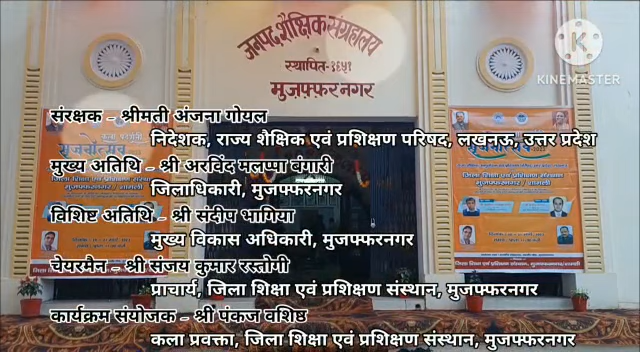 जनपद शैक्षिक संग्रहालय
स्थापित-१९५१
मुज़फ्फरनगर
KINEMASTER
संरक्षक - श्रीमती अंजना गोयल
निदेशक, राज्य शैक्षिक एवं प्रशिक्षण परिषद, लखनऊ, उत्तर प्रदेश
मुख्य अतिथि - श्री अरविंद मलप्पा बंगारी
जिलाधिकारी, मुजफ्फरनगर
विशिष्ट अतिथि - श्री संदीप भागिया
मुख्य विकास अधिकारी, मुजफ्फरनगर
चेयरमैन - श्री संजय कुमार रस्तोगी
प्राचार्य, जिला शिक्षा एवं प्रशिक्षण संस्थान, मुजफ्फरनगर
कार्यक्रम संयोजक - श्री पंकज वशिष्ठ
कला प्रवक्ता, जिला शिक्षा एवं प्रशिक्षण संस्थान, मुजफ्फरनगर